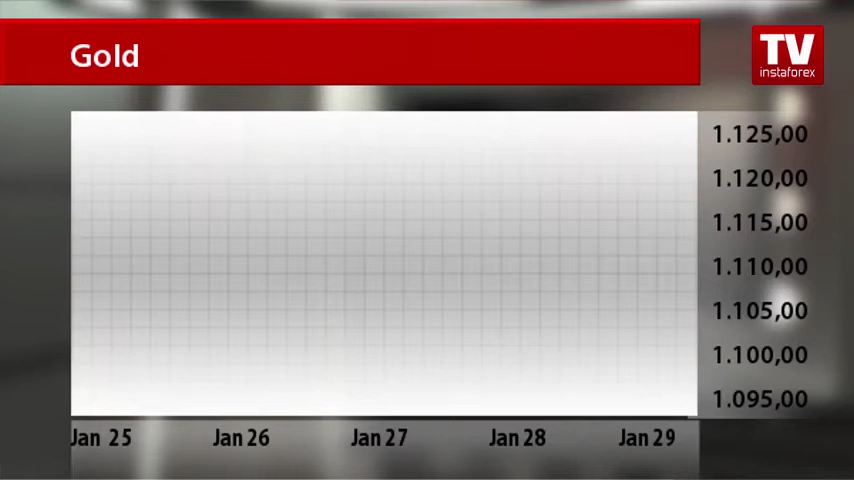 Gold
TV
instaforex
1.125,00
1.120,00
1.115,00
1.110,00
1.105,00
1.100,00
1.095,00
Jan 25
Jan 26
Jan 27
Jan 28
Jan 29